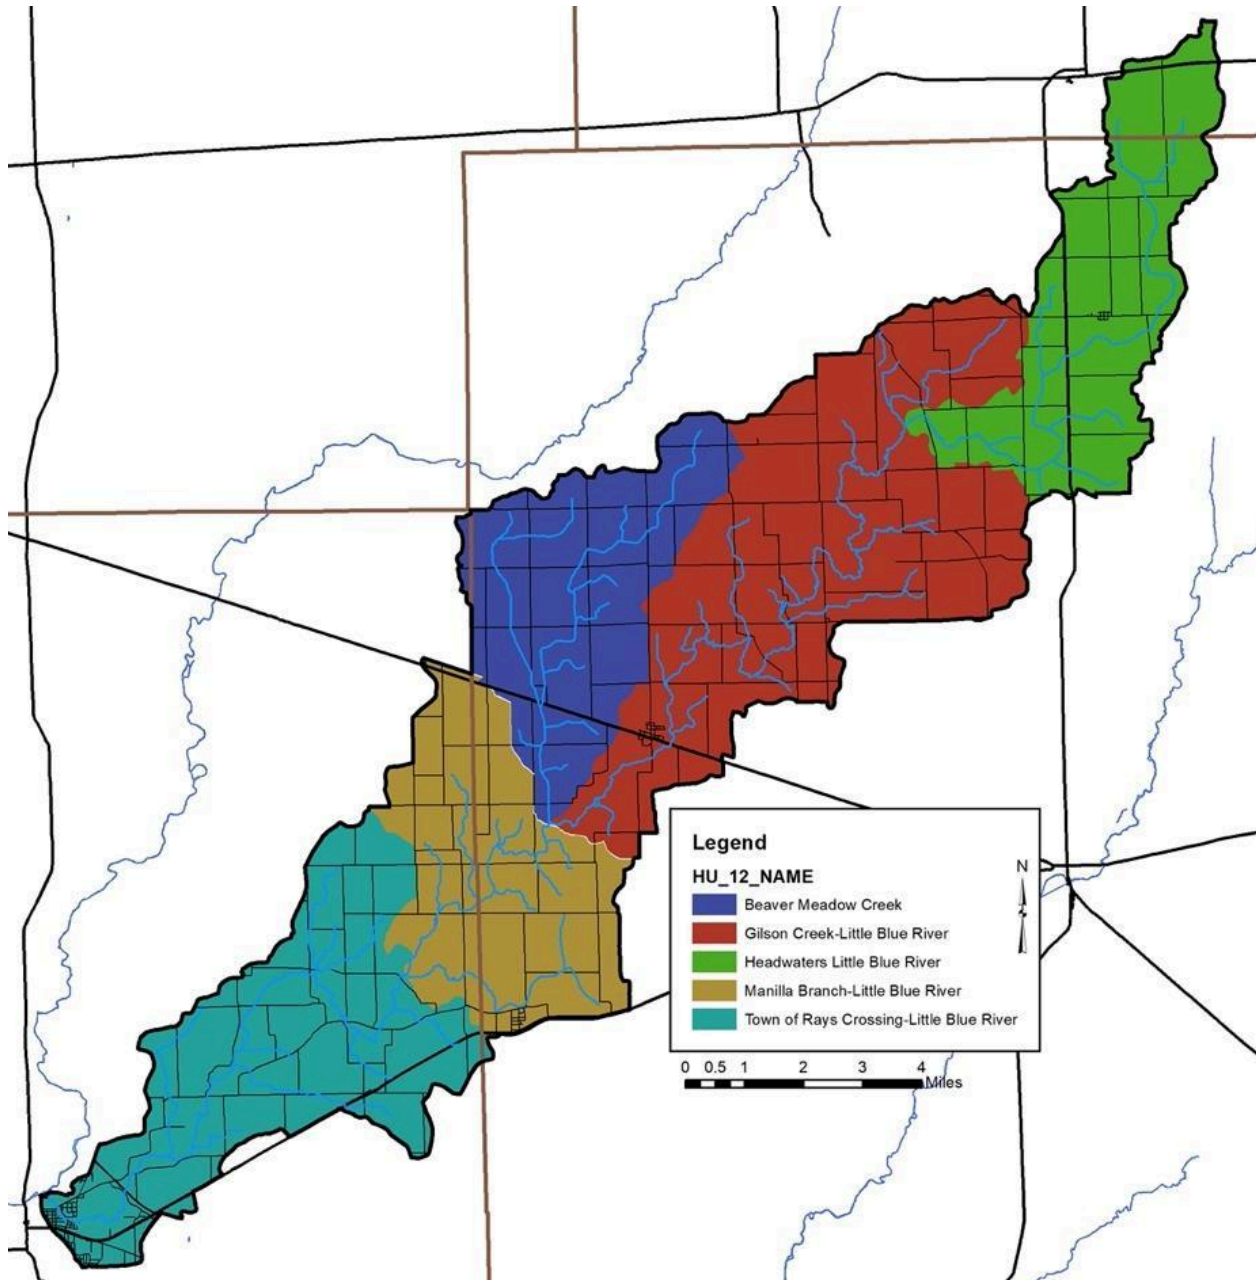 Legend
HU_12_NAME
Beaver Meadow Creek
Gilson Creek-Little Blue River
Headwaters Little Blue River
Manilla Branch-Little Blue River
Town of Rays Crossing-Little Blue River
N
0 0.5 1 2 3 4
Miles